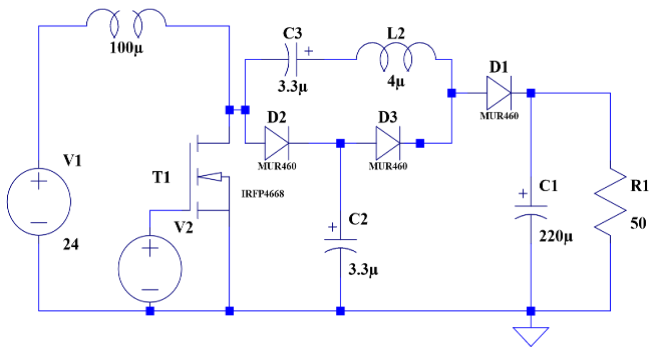 100µ
C3
+
3.3µ
L2
4µ
D1
MUR460
D2
MUR460
D3
MUR460
V1
+
–
24
T1
IRFP4668
V2
+
–
C2
+
3.3µ
C1
+
220µ
R1
50